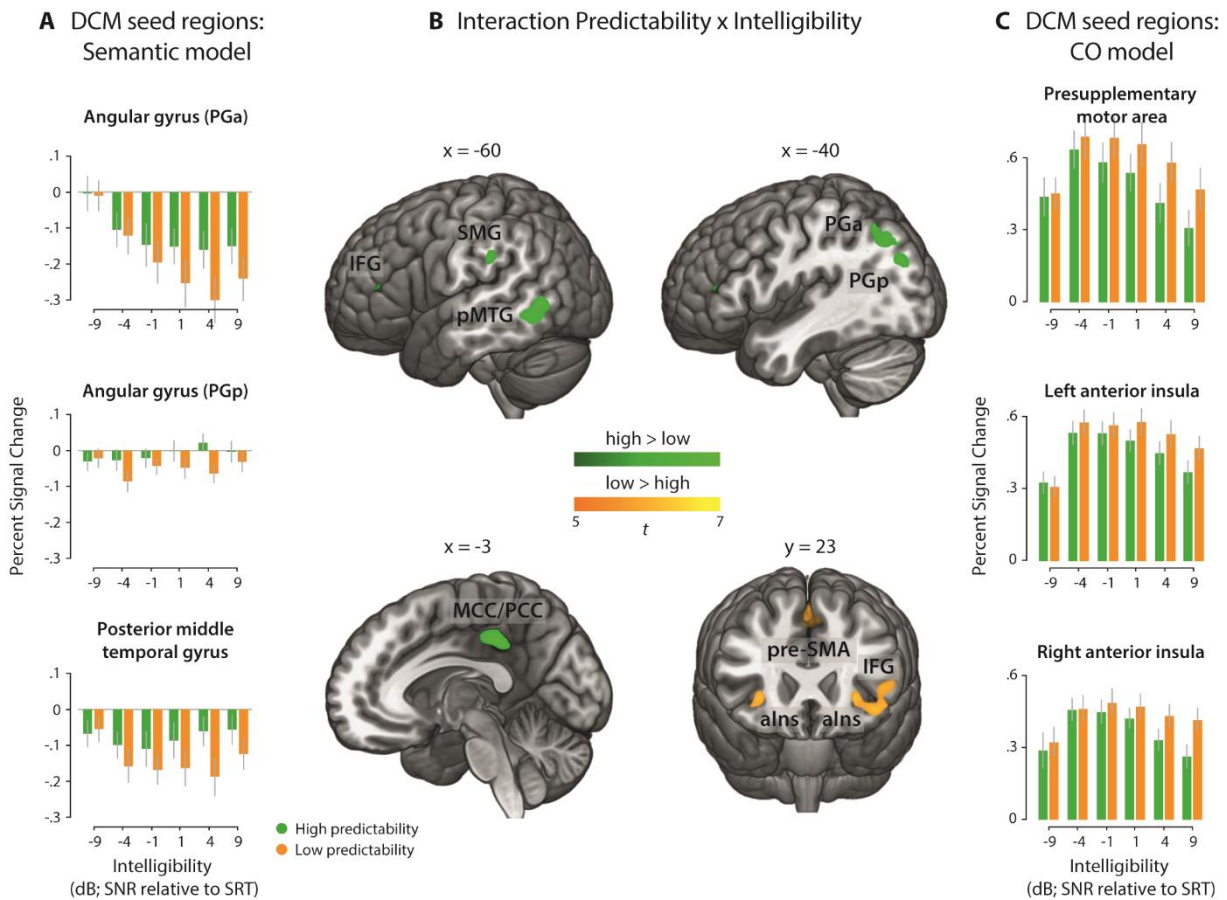 A DCM seed regions:
Semantic model
Angular gyrus (PGa)
.1
0
.1
.2
.3
-9 -4 -1 1 4 9
Angular gyrus (PGp)
.1
0
-.1
-.2
-.3
-9 -4 -1 1 4 9
Posterior middle
temporal gyrus
0
.1
-.2
-.3
-9 -4 -1 1 4 9
Percent Signal Change
Intelligibility
(dB; SNR relative to SRT)
High predictability
Low predictability
B Interaction Predictability x Intelligibility
x = -60
IFG
SMG
pMTG
x = -40
PGa
PGp
high > low
low > high
5 t 7
x = -3
MCC/PCC
y = 23
pre-SMA
IFG
aIns aIns
C DCM seed regions:
CO model
Presupplementary
motor area
.6
.3
0
-9 -4 -1 1 4 9
Left anterior insula
.6
.3
0
-9 -4 -1 1 4 9
Right anterior insula
.6
.3
0
-9 -4 -1 1 4 9
Percent Signal Change
Intelligibility
(dB; SNR relative to SRT)